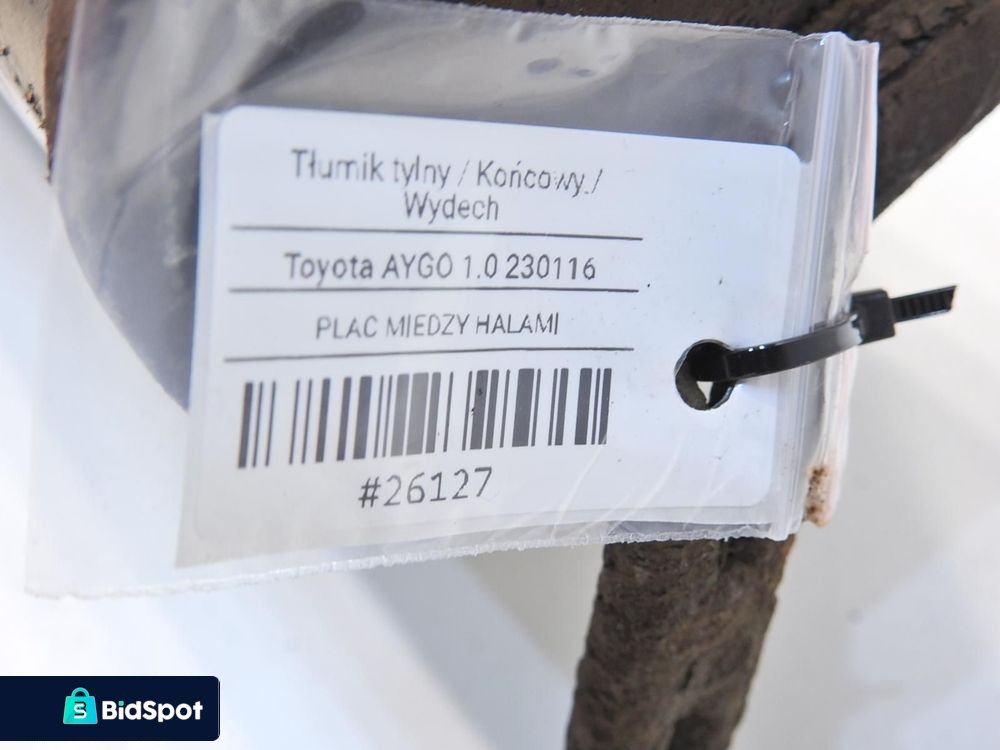 Tłumik tylny / Końcowy /
Wydech
Toyota AYGO 1.0 230116
PLAC MIEDZY HALAMI
#26127
BidSpot